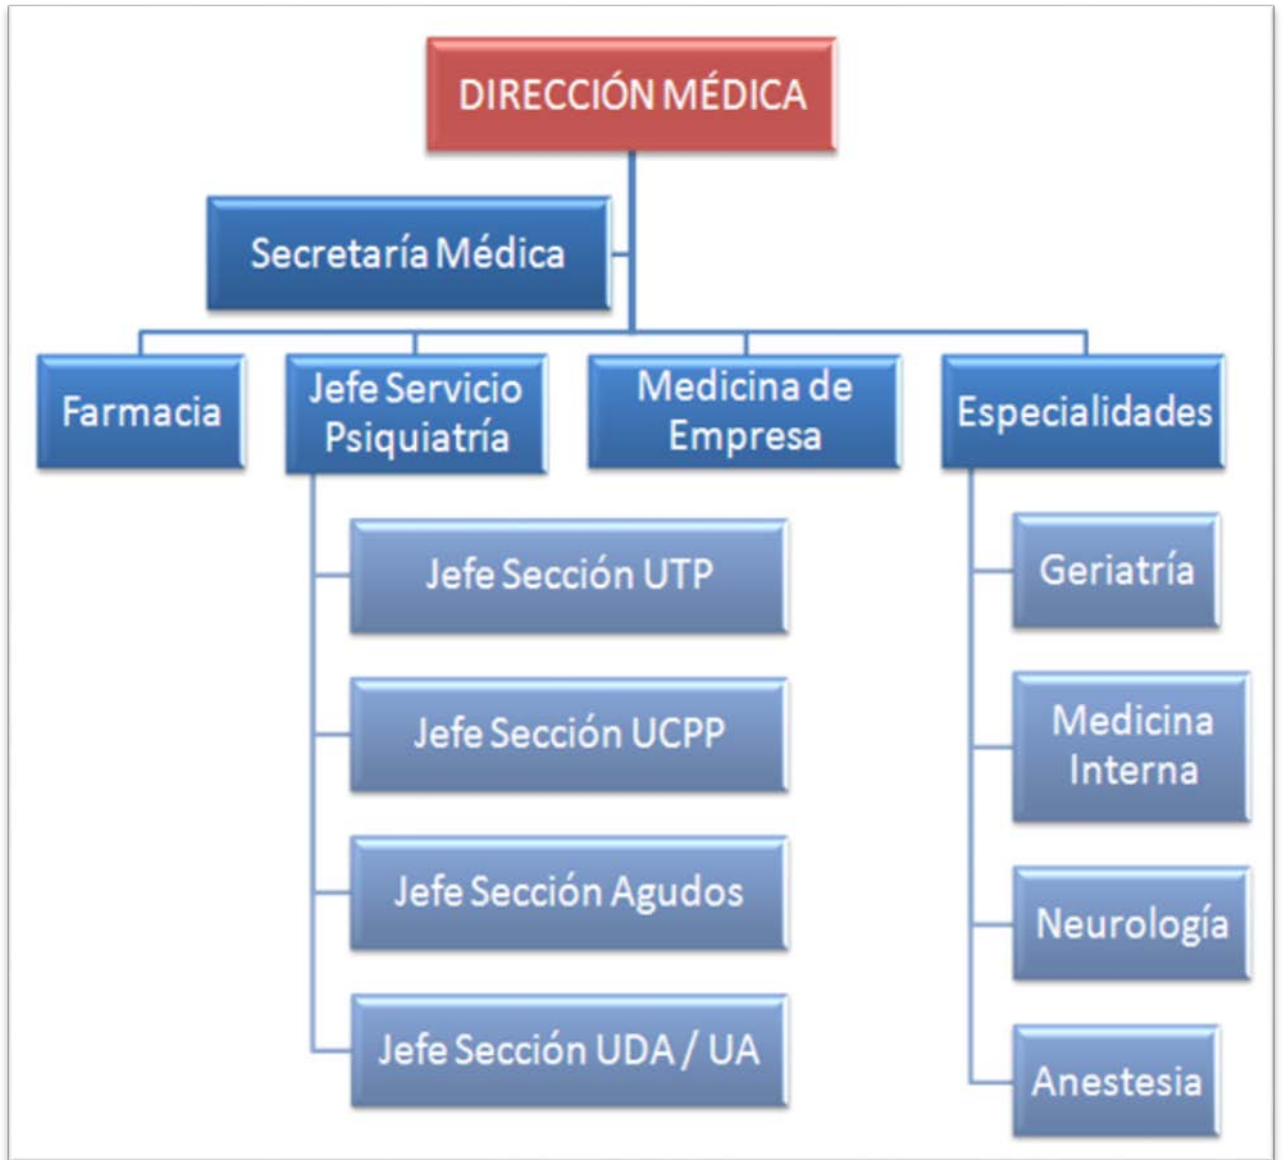 DIRECCIÓN MÉDICA
Secretaría Médica
Farmacia
Jefe Servicio
Psiquiatría
Medicina de
Empresa
Especialidades
Jefe Sección UTP
Jefe Sección UCPP
Jefe Sección Agudos
Jefe Sección UDA / UA
Geriatría
Medicina
Interna
Neurología
Anestesia